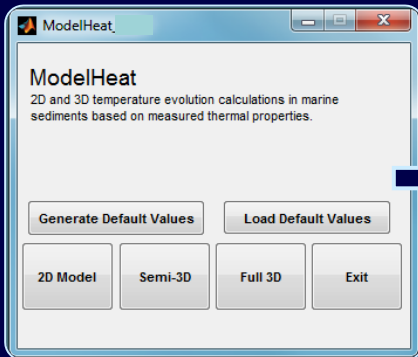 ModelHeat_
ModelHeat
2D and 3D temperature evolution calculations in marine
sediments based on measured thermal properties.
Generate Default Values Load Default Values
2D Model Semi-3D Full 3D Exit